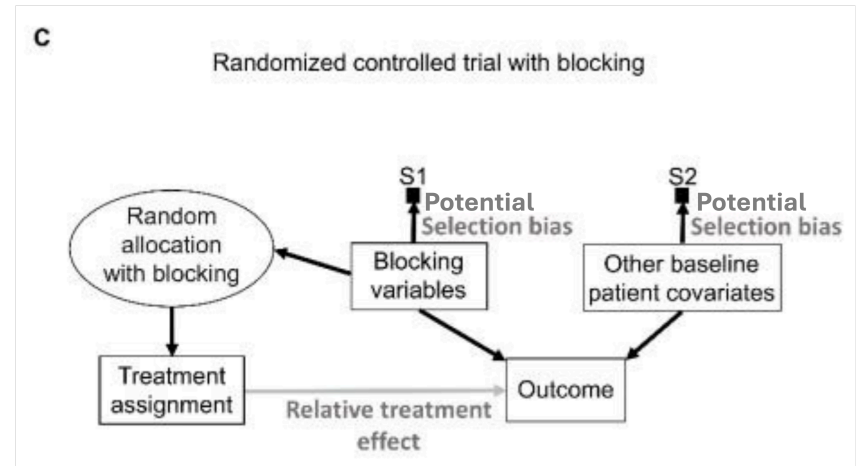 C
Randomized controlled trial with blocking
S1
Potential
Selection bias
S2
Potential
Selection bias
Random
allocation
with blocking
Blocking
variables
Other baseline
patient covariates
Treatment
assignment
Relative treatment
effect
Outcome